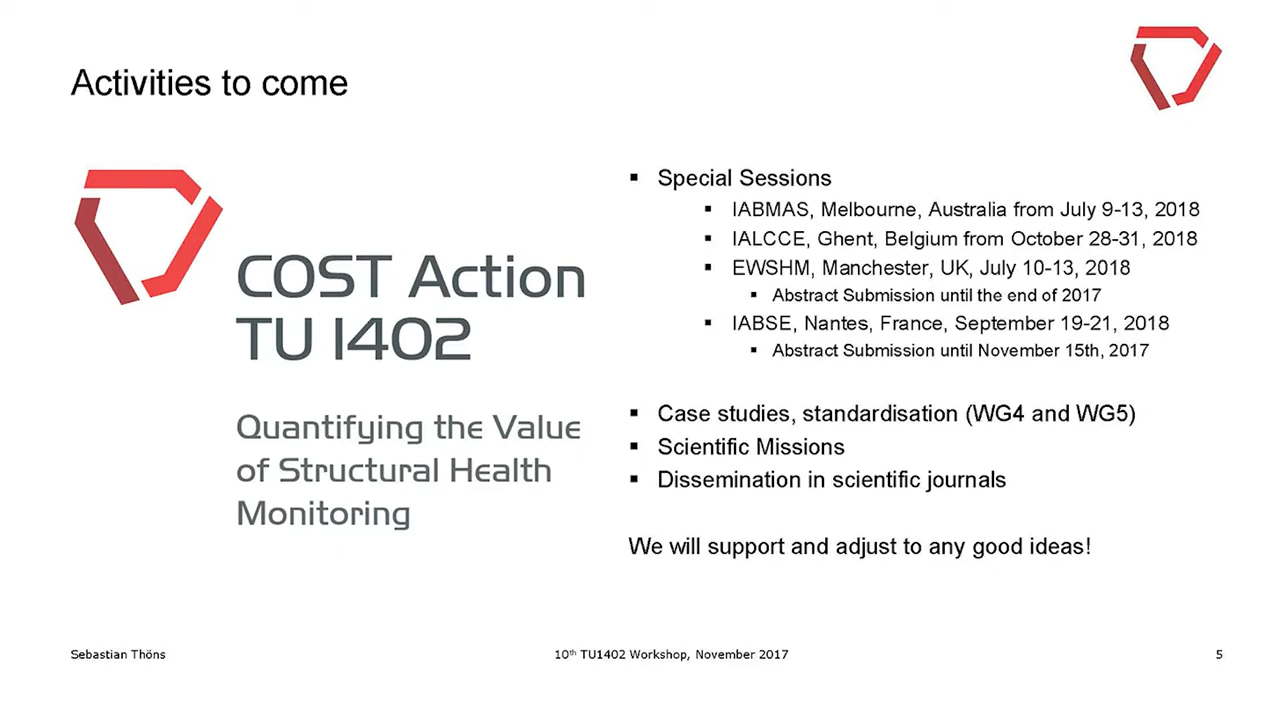 Activities to come
COST Action
TU 1402
Quantifying the Value
of Structural Health
Monitoring
▪ Special Sessions
▪ IABMAS, Melbourne, Australia from July 9-13, 2018
▪ IALCCE, Ghent, Belgium from October 28-31, 2018
▪ EWSHM, Manchester, UK, July 10-13, 2018
▪ Abstract Submission until the end of 2017
▪ IABSE, Nantes, France, September 19-21, 2018
▪ Abstract Submission until November 15th, 2017
▪ Case studies, standardisation (WG4 and WG5)
▪ Scientific Missions
▪ Dissemination in scientific journals
We will support and adjust to any good ideas!
Sebastian Thöns
10th TU1402 Workshop, November 2017
5